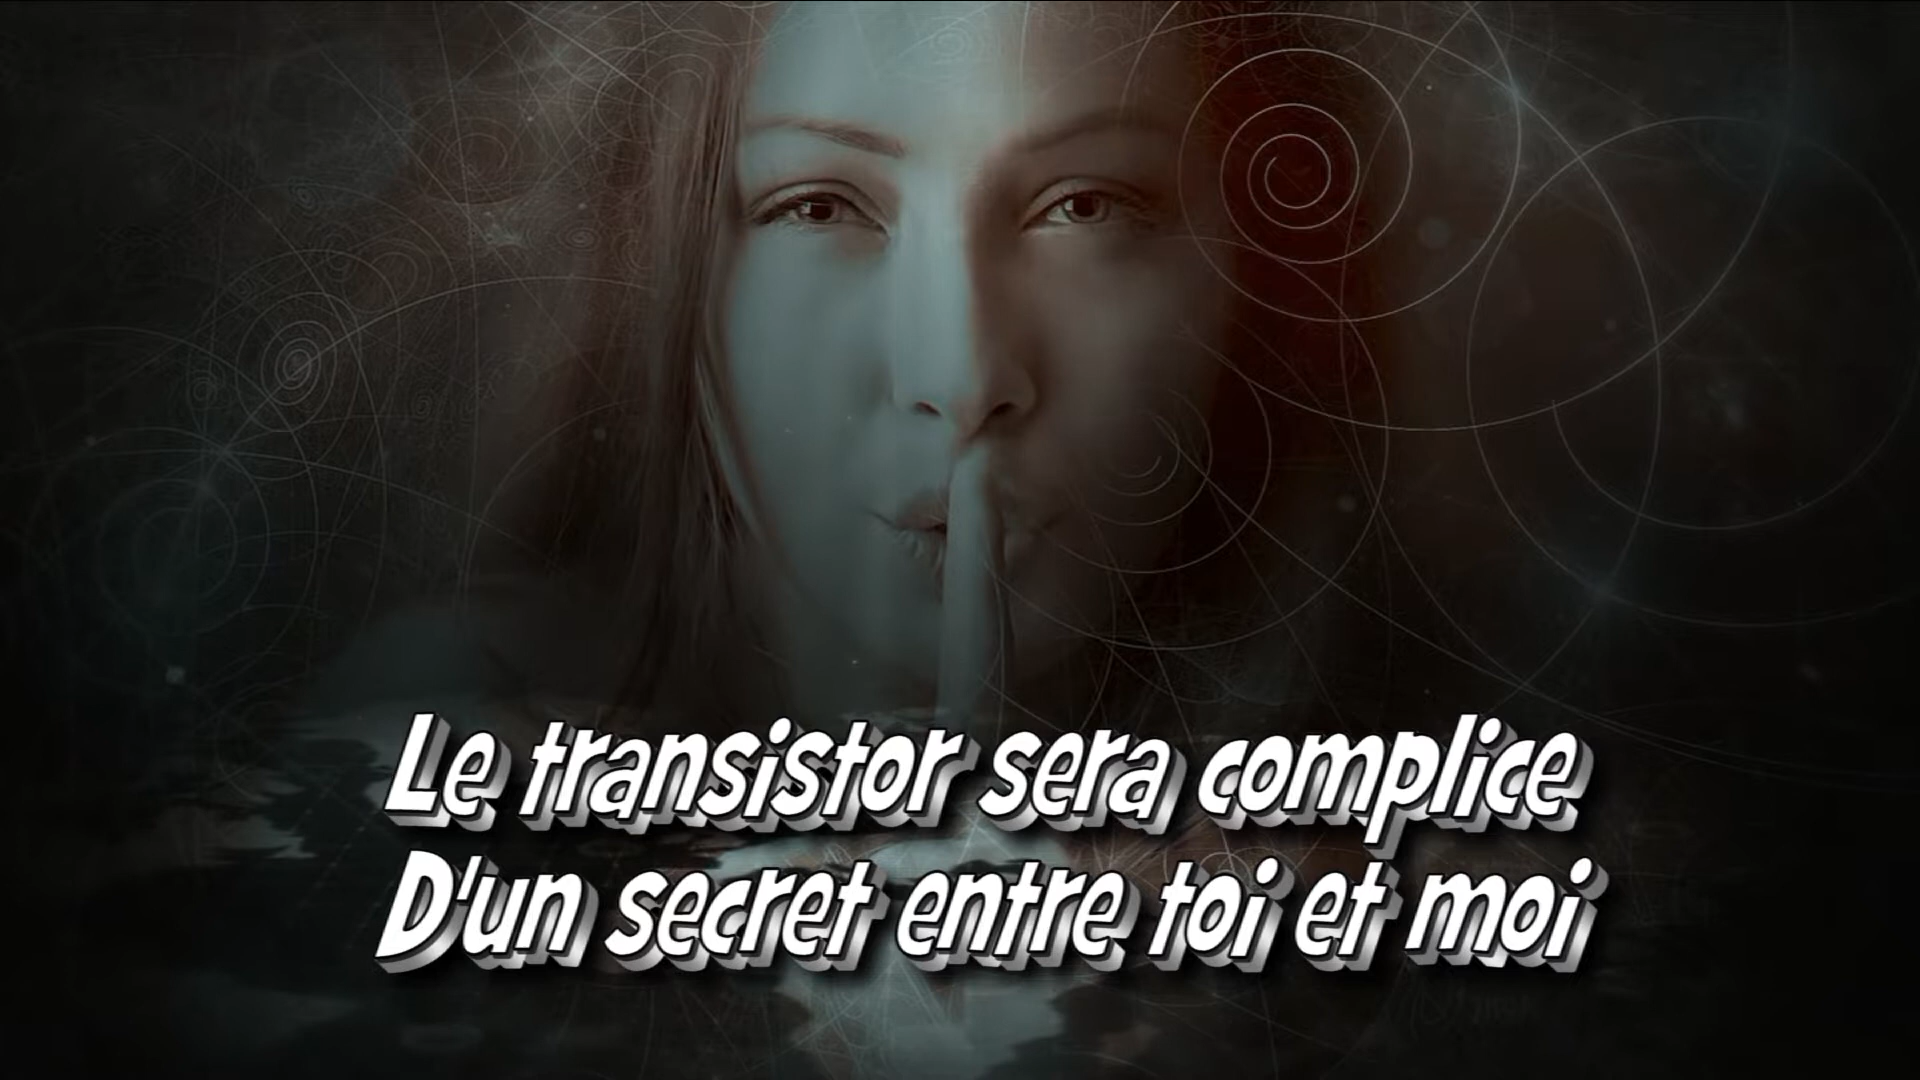 Le transistor sera complice
D'un secret entre toi et moi